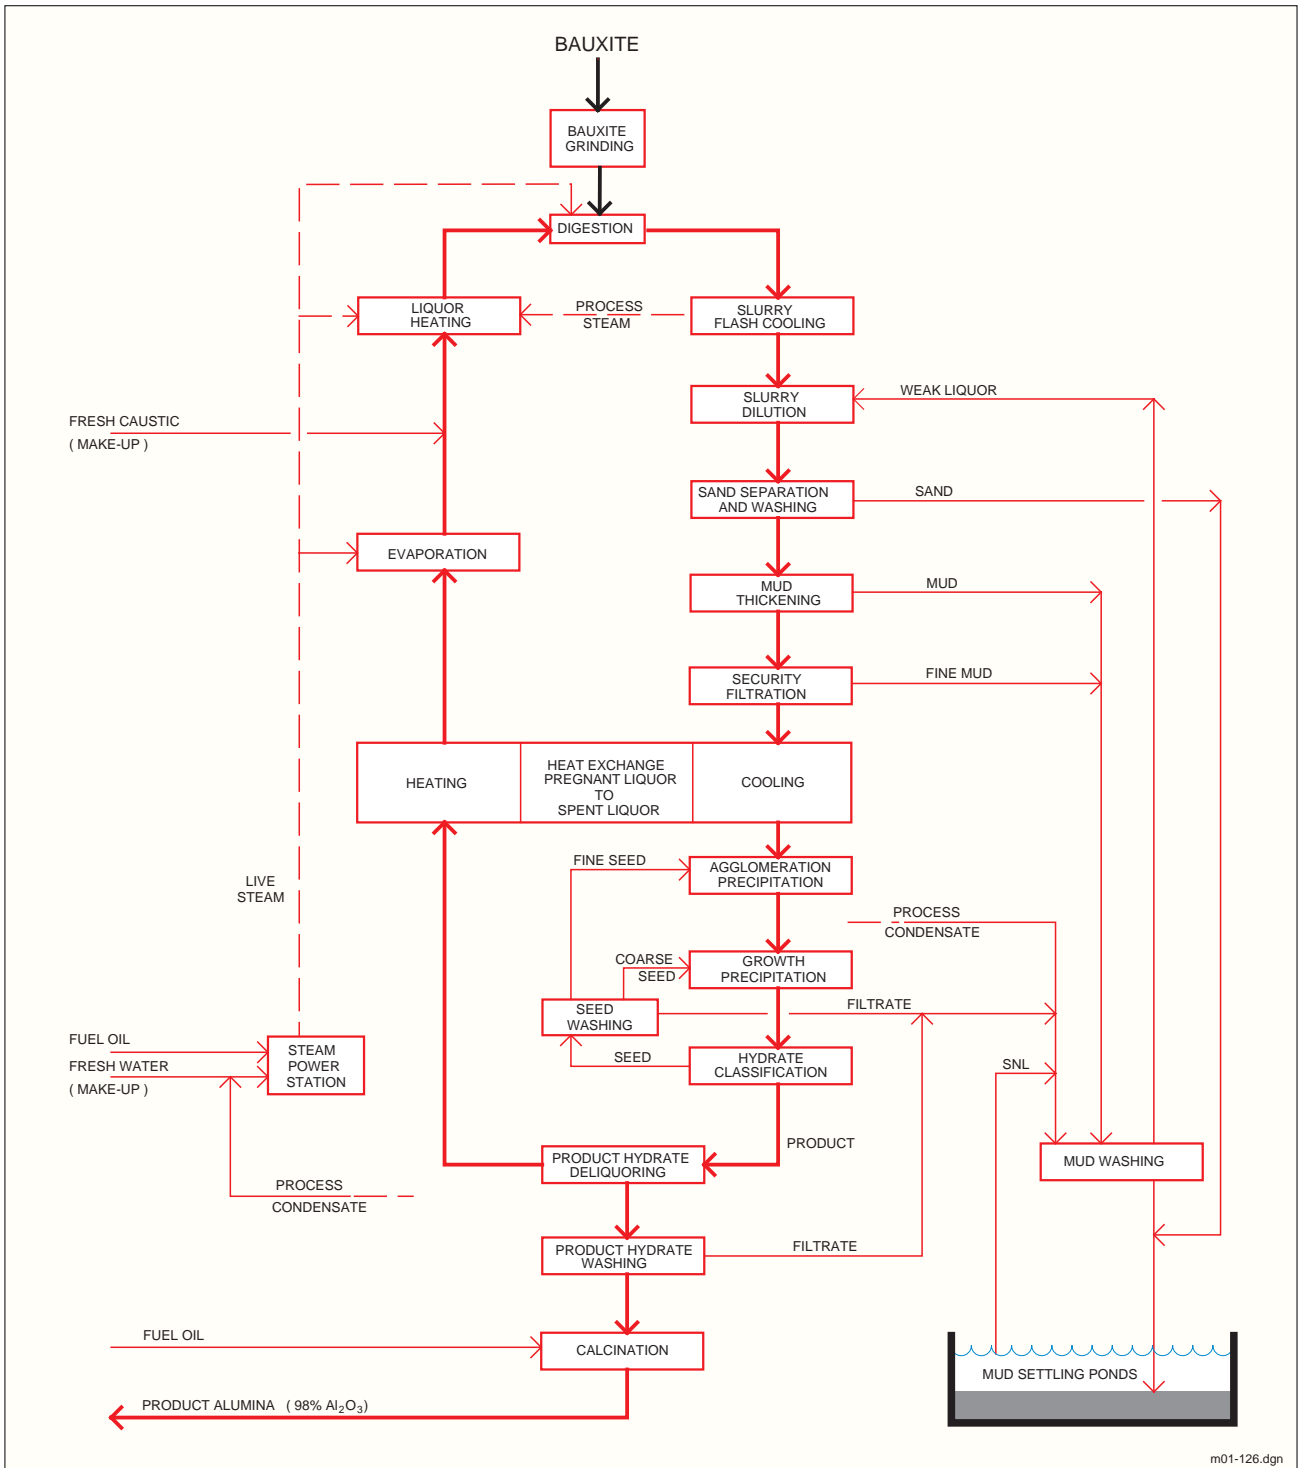 BAUXITE
BAUXITE
GRINDING
DIGESTION
LIQUOR
HEATING
PROCESS
STEAM
SLURRY
FLASH COOLING
SLURRY
DILUTION
WEAK LIQUOR
FRESH CAUSTIC
( MAKE-UP )
SAND SEPARATION
AND WASHING
SAND
EVAPORATION
MUD
THICKENING
MUD
SECURITY
FILTRATION
FINE MUD
HEATING
HEAT EXCHANGE
PREGNANT LIQUOR
TO
SPENT LIQUOR
COOLING
FINE SEED
AGGLOMERATION
PRECIPITATION
LIVE
STEAM
PROCESS
CONDENSATE
COARSE
SEED
GROWTH
PRECIPITATION
SEED
WASHING
FILTRATE
FUEL OIL
FRESH WATER
( MAKE-UP )
STEAM
POWER
STATION
SEED
HYDRATE
CLASSIFICATION
SNL
PRODUCT
PRODUCT HYDRATE
DELIQUORING
MUD WASHING
PROCESS
CONDENSATE
PRODUCT HYDRATE
WASHING
FILTRATE
FUEL OIL
CALCINATION
MUD SETTLING PONDS
PRODUCT ALUMINA ( 98% Al₂O₃)
m01-126.dgn